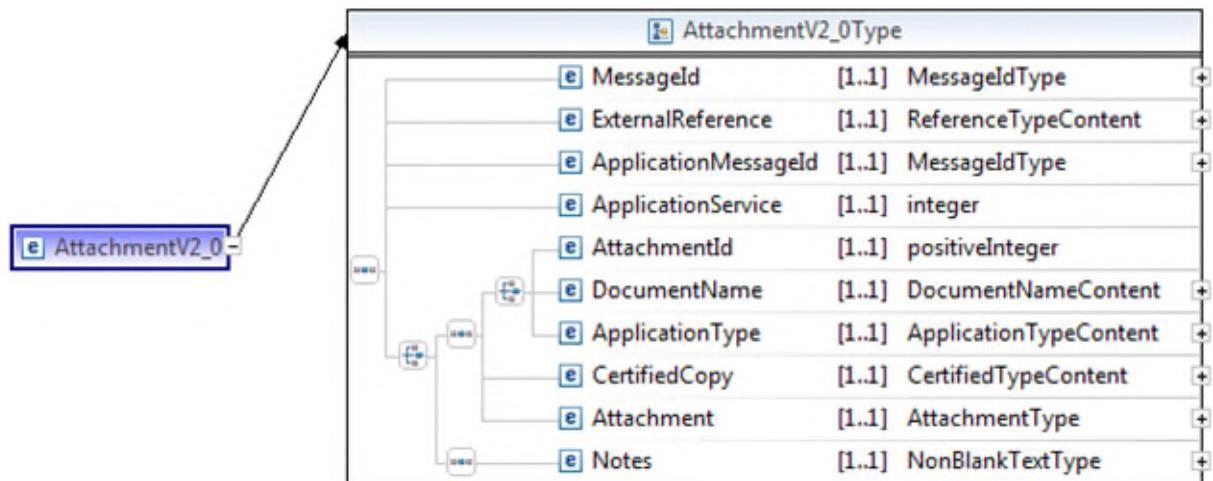 AttachmentV2_0Type
e MessageId [1..1] MessageIdType
e ExternalReference [1..1] ReferenceTypeContent
e ApplicationMessageId [1..1] MessageIdType
e ApplicationService [1..1] integer
e AttachmentV2_0
e AttachmentId [1..1] positiveInteger
e DocumentName [1..1] DocumentNameContent
e ApplicationType [1..1] ApplicationTypeContent
e CertifiedCopy [1..1] CertifiedTypeContent
e Attachment [1..1] AttachmentType
e Notes [1..1] NonBlankTextType